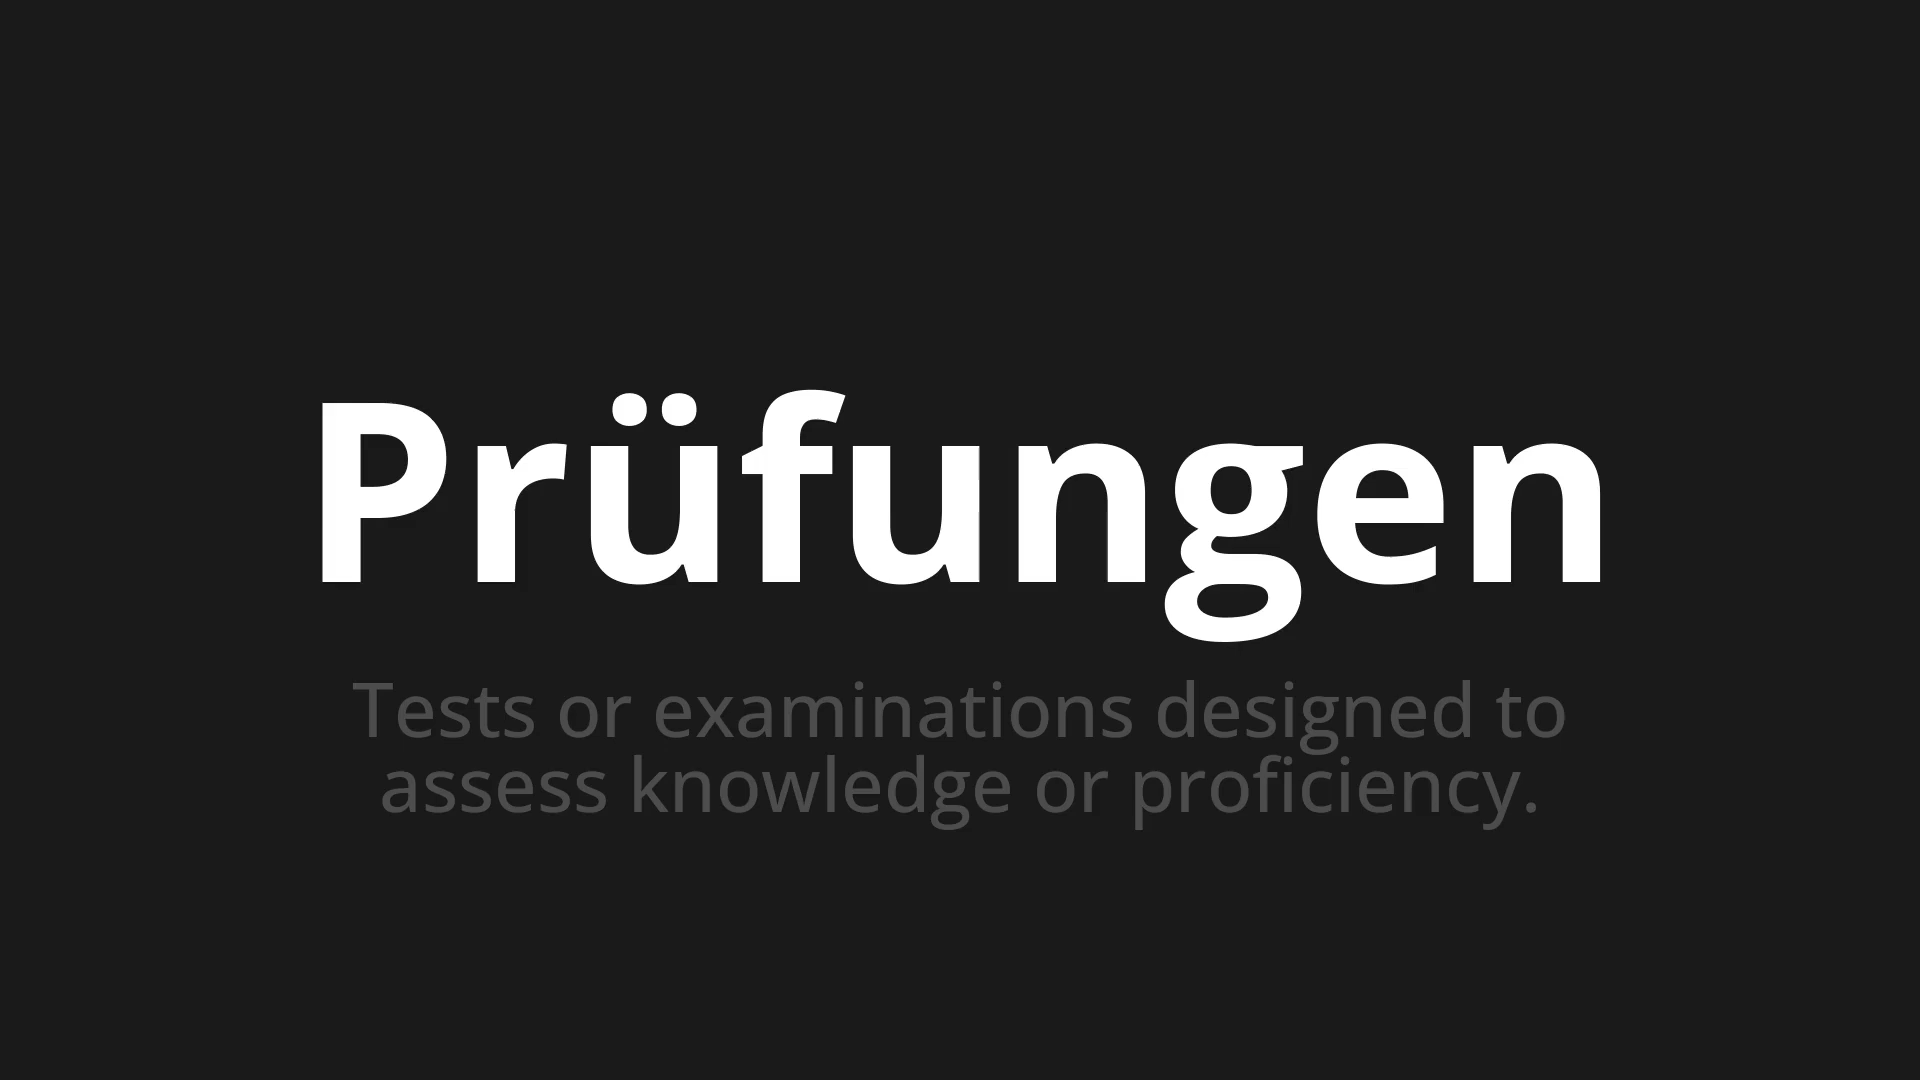 Prüfungen
Tests or examinations designed to
assess knowledge or proficiency.